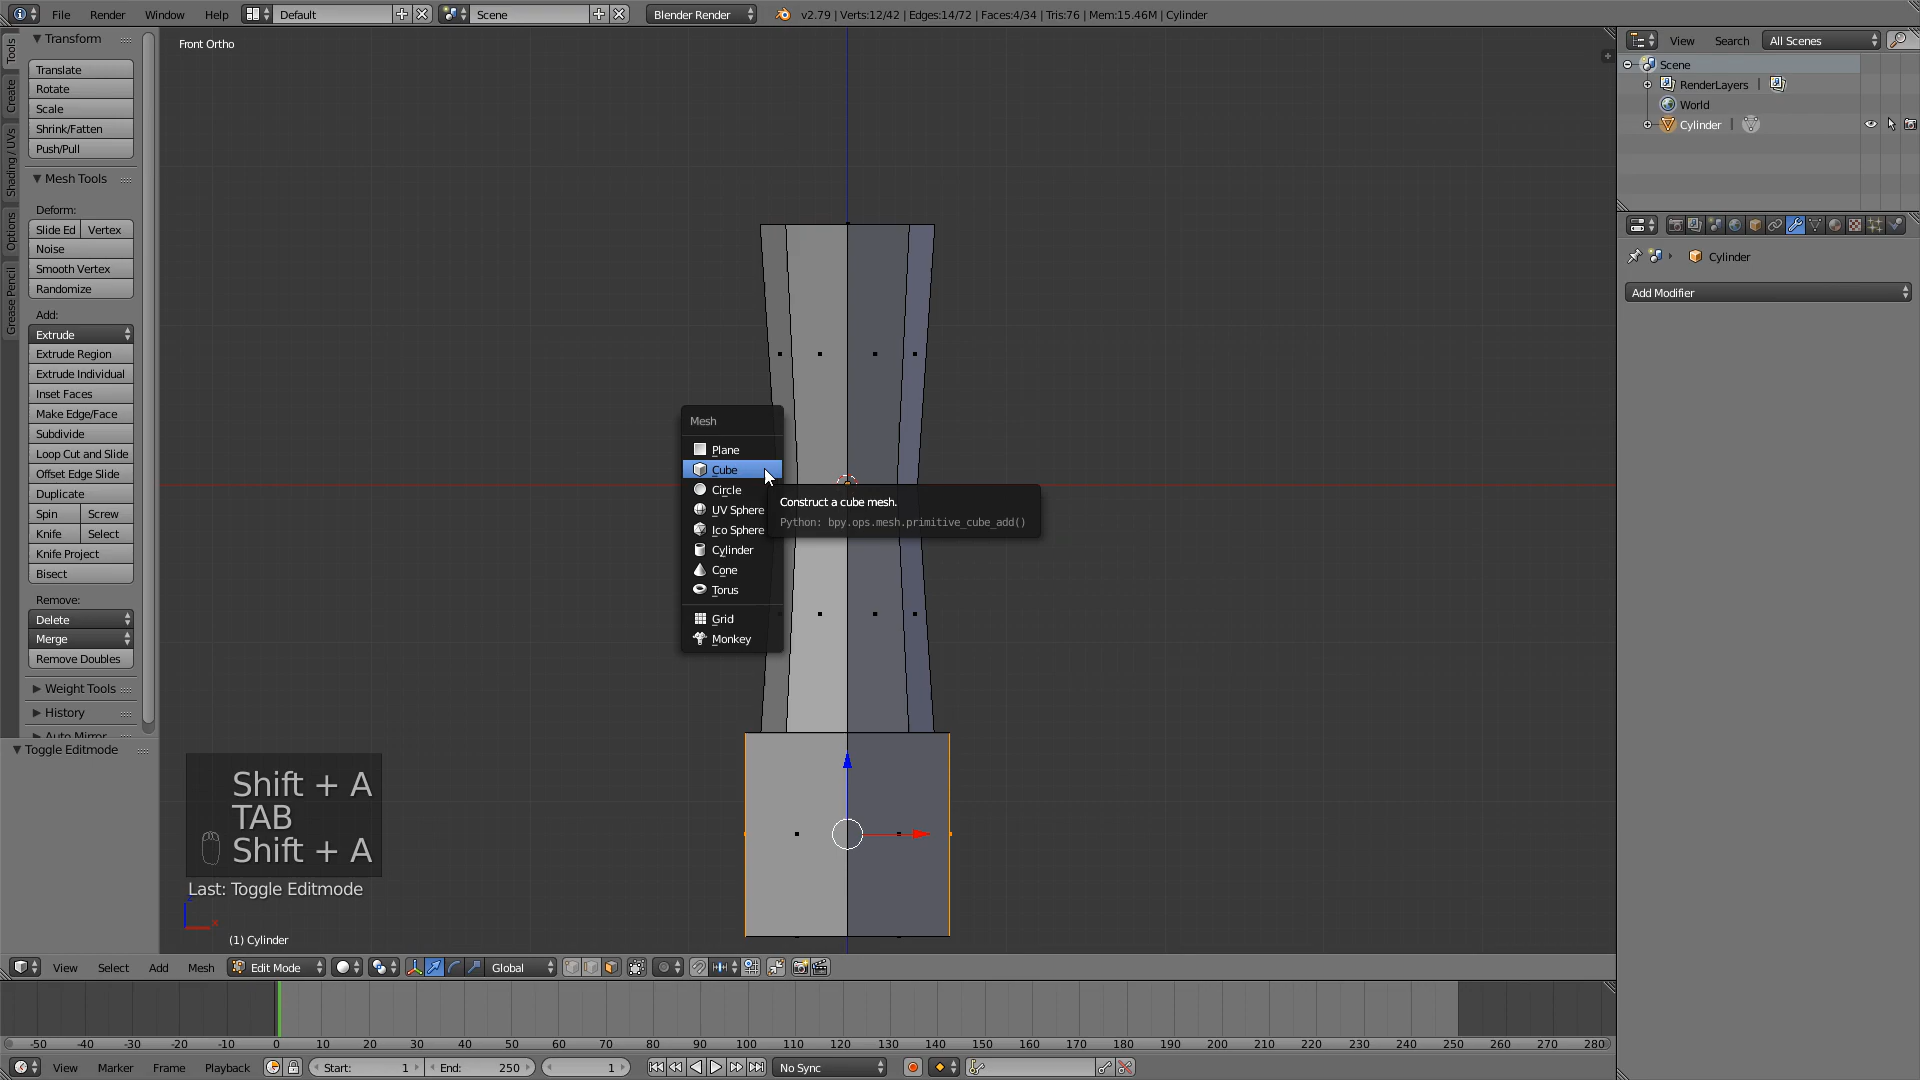 File Render Window Help Default Scene Blender Render v2.79 | Verts:12/42 | Edges:14/72 | Faces:4/34 | Tris:76 | Mem:15.46M | Cylinder
Tools
Create
Shading / UVs
Options
Grease Pencil
Transform
Translate
Rotate
Scale
Shrink/Fatten
Push/Pull
Mesh Tools
Deform:
Slide Ed Vertex
Noise
Smooth Vertex
Randomize
Add:
Extrude
Extrude Region
Extrude Individual
Inset Faces
Make Edge/Face
Subdivide
Loop Cut and Slide
Offset Edge Slide
Duplicate
Spin Screw
Knife Select
Knife Project
Bisect
Remove:
Delete
Merge
Remove Doubles
Weight Tools
History
Auto Mirror
Toggle Editmode
Front Ortho
Mesh
Plane
Cube
Circle
UV Sphere
Ico Sphere
Cylinder
Cone
Torus
Grid
Monkey
Construct a cube mesh.
Python: bpy.ops.mesh.primitive_cube_add()
Shift + A
TAB
Shift + A
Last: Toggle Editmode
(1) Cylinder
View Search All Scenes
Scene
RenderLayers |
World
Cylinder |
Cylinder
Add Modifier
View Select Add Mesh Edit Mode Global
-50 -40 -30 -20 -10 0 10 20 30 40 50 60 70 80 90 100 110 120 130 140 150 160 170 180 190 200 210 220 230 240 250 260 270 280
View Marker Frame Playback Start: 1 End: 250 1 No Sync